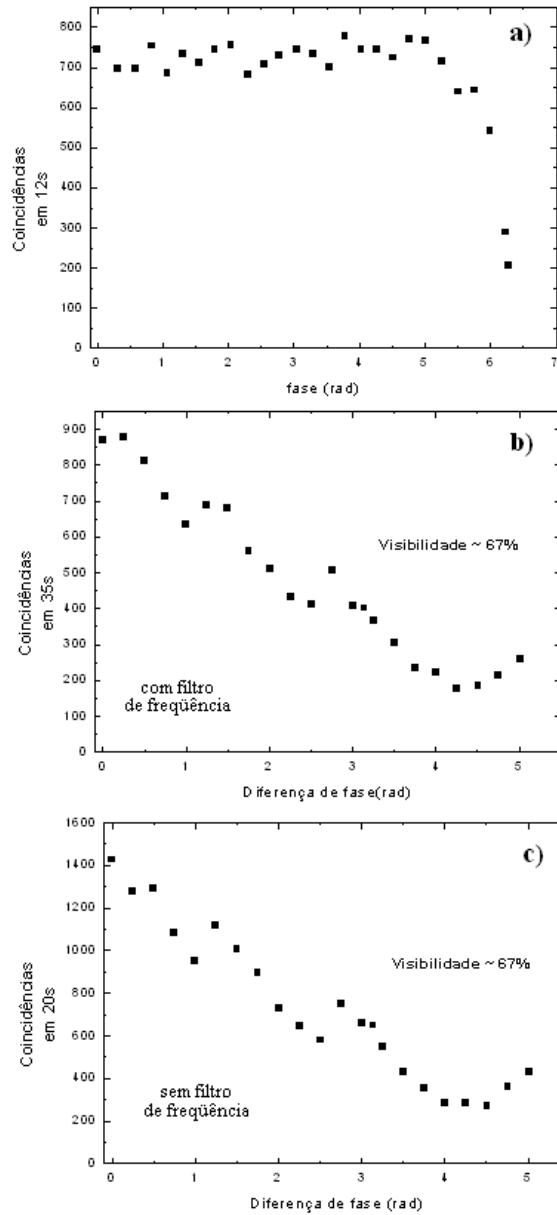 a)
800
700
600
500
400
300
200
100
0
Coincidências
em 12s
0 1 2 3 4 5 6 7
fase (rad)
b)
900
800
700
600
500
400
300
200
100
0
Coincidências
em 35s
Visibilidade ~ 67%
com filtro
de freqüência
0 1 2 3 4 5
Diferença de fase(rad)
c)
1600
1400
1200
1000
800
600
400
200
0
Coincidências
em 20s
Visibilidade ~ 67%
sem filtro
de freqüência
0 1 2 3 4 5
Diferença de fase (rad)